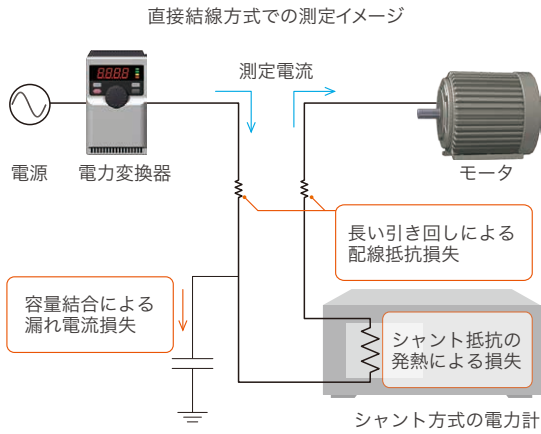 直接結線方式での測定イメージ
測定電流
8.8.8.8
電源
電力変換器
モータ
長い引き回しによる
配線抵抗損失
容量結合による
漏れ電流損失
シャント抵抗の
発熱による損失
シャント方式の電力計